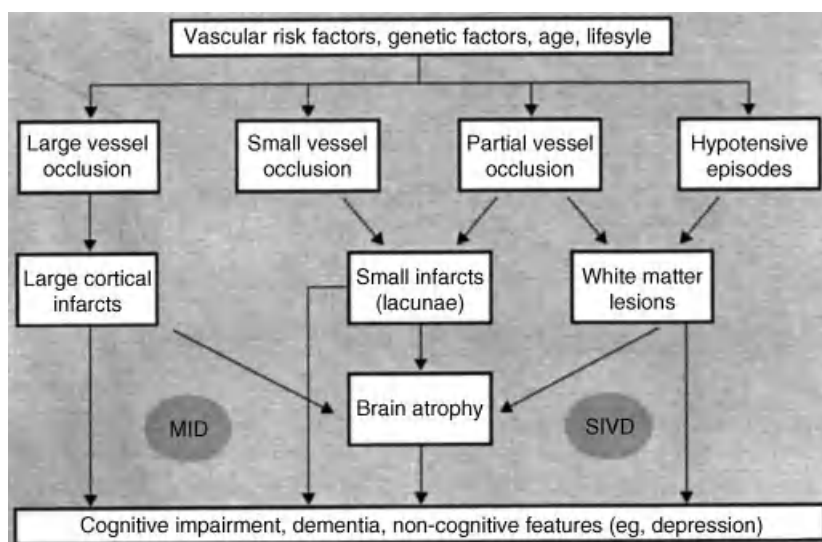 Vascular risk factors, genetic factors, age, lifesyle
Large vessel
occlusion
Small vessel
occlusion
Partial vessel
occlusion
Hypotensive
episodes
Large cortical
infarcts
Small infarcts
(lacunae)
White matter
lesions
Brain atrophy
MID
SIVD
Cognitive impairment, dementia, non-cognitive features (eg, depression)